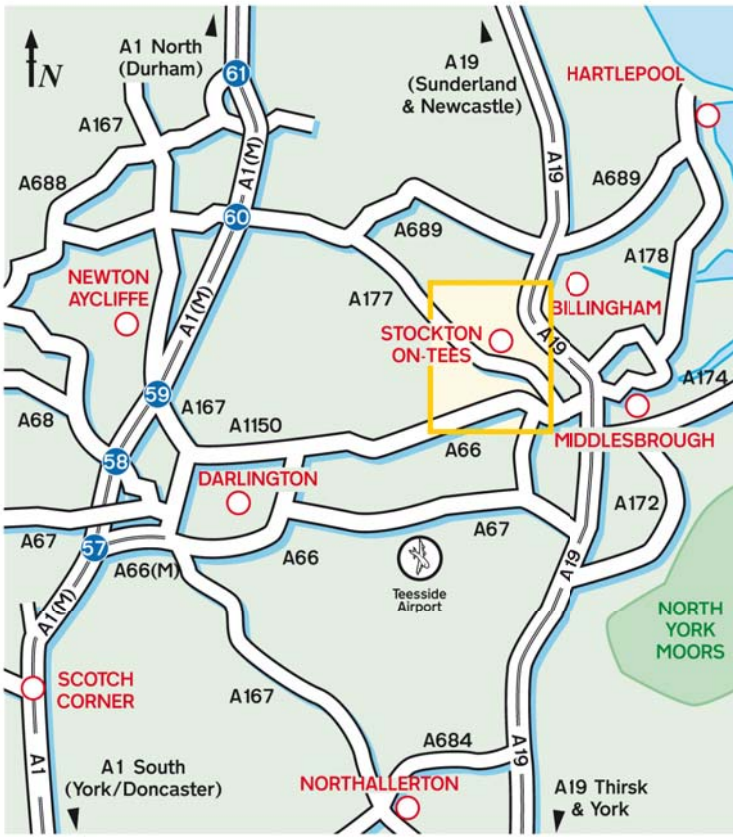 N
A1 North
(Durham)
61
A19
(Sunderland
& Newcastle)
HARTLEPOOL
A167
A1(M)
A19
A688
A689
60
A689
A178
NEWTON
AYCLIFFE
A1(M)
A177
BILLINGHAM
STOCKTON
ON-TEES
A19
A174
59
A167
A68
A1150
MIDDLESBROUGH
58
A66
DARLINGTON
A172
A67
57
A66(M)
A66
A67
A19
Teesside
Airport
A1(M)
NORTH
YORK
MOORS
SCOTCH
CORNER
A167
A684
A1
A19
A1 South
(York/Doncaster)
NORTHALLERTON
A19 Thirsk
& York